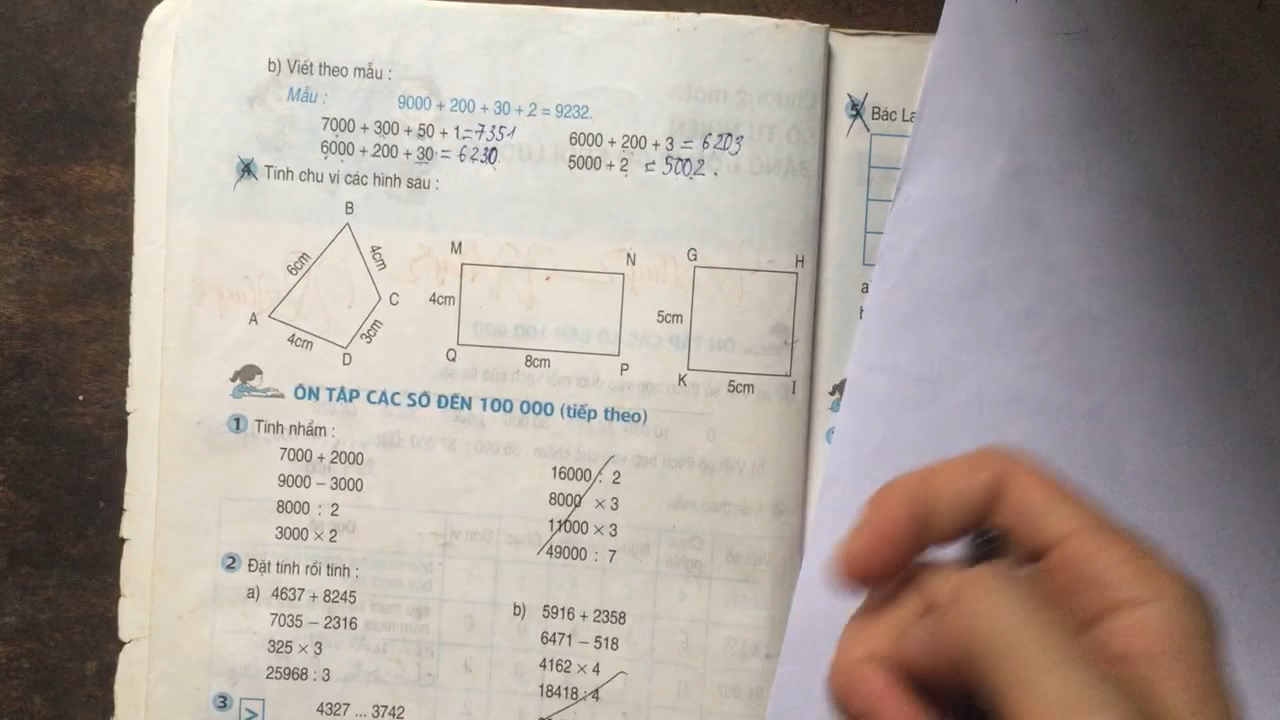 b) Viết theo mẫu :
Mẫu : 9000 + 200 + 30 + 2 = 9232.
7000 + 300 + 50 + 1 = 7351
6000 + 200 + 3 = 6203
6000 + 200 + 30 = 6230.
5000 + 2 = 5002.
4 Tính chu vi các hình sau :
B
6cm 4cm
A C
4cm 3cm
D
M N
4cm
Q 8cm P
G H
5cm
K 5cm I
ÔN TẬP CÁC SỐ ĐẾN 100 000 (tiếp theo)
1 Tính nhẩm :
7000 + 2000
9000 – 3000
8000 : 2
3000 × 2
16000 : 2
8000 × 3
11000 × 3
49000 : 7
2 Đặt tính rồi tính :
a) 4637 + 8245
7035 – 2316
325 × 3
25968 : 3
b) 5916 + 2358
6471 – 518
4162 × 4
18418 : 4
3 > 4327 ... 3742
5 Bác
a